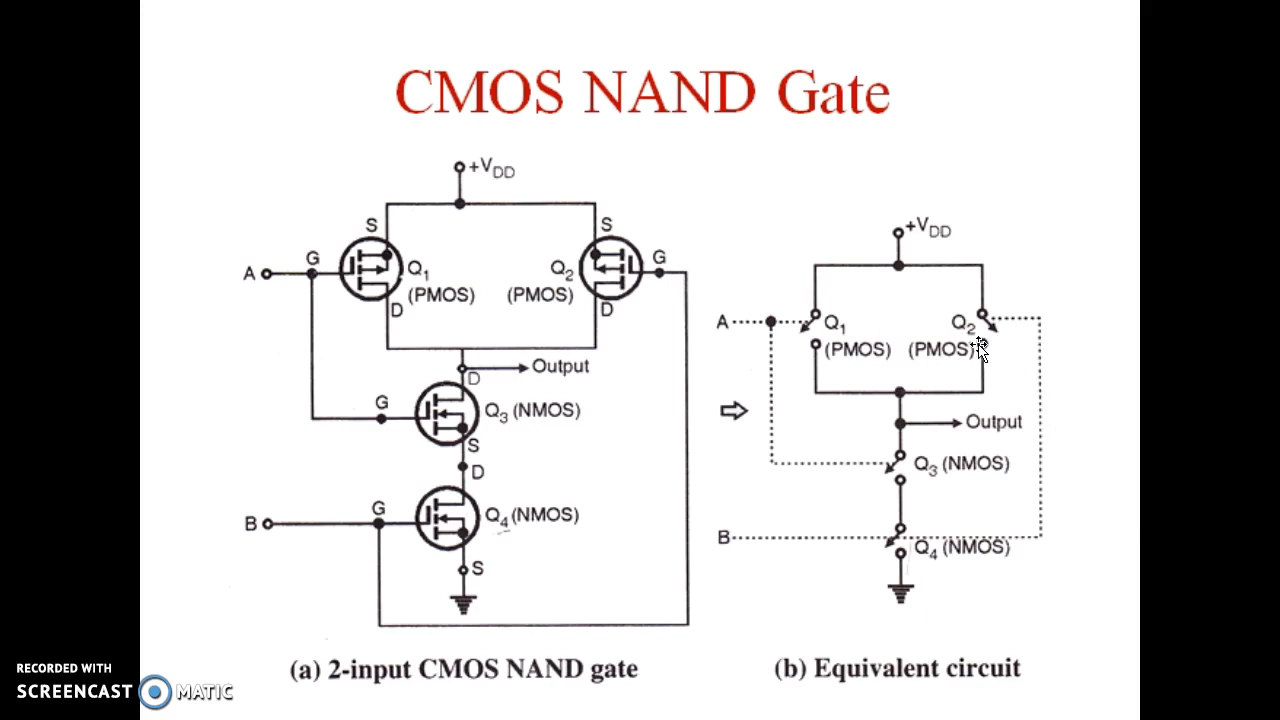 CMOS NAND Gate
+VDD
S
S
A
G
Q1
(PMOS)
Q2
(PMOS)
G
D
D
Output
D
G
Q3 (NMOS)
S
D
B
G
Q4 (NMOS)
S
+VDD
A
Q1
(PMOS)
Q2
(PMOS)
Output
Q3 (NMOS)
B
Q4 (NMOS)
(a) 2-input CMOS NAND gate
(b) Equivalent circuit
RECORDED WITH
SCREENCAST MATIC